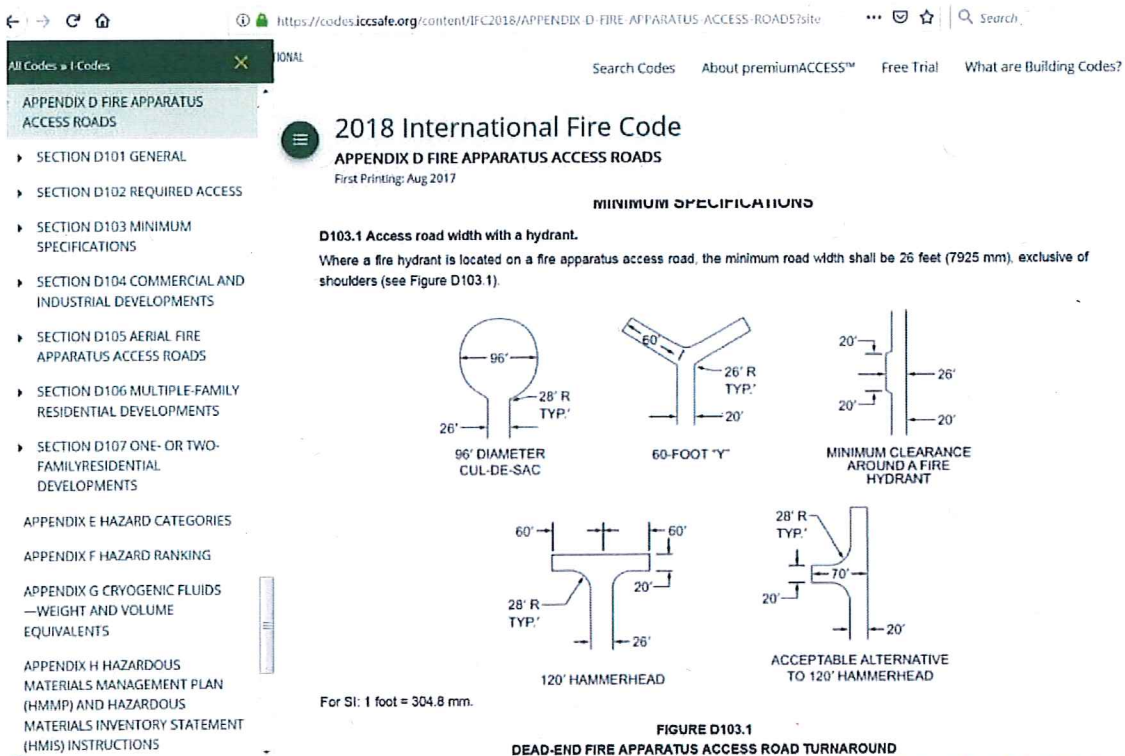 https://codes.iccsafe.org/content/IFC2018/APPENDIX-D-FIRE-APPARATUS-ACCESS-ROADS?site
Search
All Codes » I-Codes
TIONAL
Search Codes About premiumACCESS™ Free Trial What are Building Codes?
APPENDIX D FIRE APPARATUS
ACCESS ROADS
SECTION D101 GENERAL
SECTION D102 REQUIRED ACCESS
SECTION D103 MINIMUM
SPECIFICATIONS
SECTION D104 COMMERCIAL AND
INDUSTRIAL DEVELOPMENTS
SECTION D105 AERIAL FIRE
APPARATUS ACCESS ROADS
SECTION D106 MULTIPLE-FAMILY
RESIDENTIAL DEVELOPMENTS
SECTION D107 ONE- OR TWO-
FAMILYRESIDENTIAL
DEVELOPMENTS
APPENDIX E HAZARD CATEGORIES
APPENDIX F HAZARD RANKING
APPENDIX G CRYOGENIC FLUIDS
—WEIGHT AND VOLUME
EQUIVALENTS
APPENDIX H HAZARDOUS
MATERIALS MANAGEMENT PLAN
(HMMP) AND HAZARDOUS
MATERIALS INVENTORY STATEMENT
(HMIS) INSTRUCTIONS
2018 International Fire Code
APPENDIX D FIRE APPARATUS ACCESS ROADS
First Printing: Aug 2017
MINIMUM SPECIFICATIONS
D103.1 Access road width with a hydrant.
Where a fire hydrant is located on a fire apparatus access road, the minimum road width shall be 26 feet (7925 mm), exclusive of
shoulders (see Figure D103.1).
96'
28' R
TYP.'
26'
96' DIAMETER
CUL-DE-SAC
60'
26' R
TYP.'
20'
60-FOOT "Y"
20'
26'
20'
20'
MINIMUM CLEARANCE
AROUND A FIRE
HYDRANT
60'
60'
20'
28' R
TYP.'
26'
120' HAMMERHEAD
28' R
TYP.'
70'
20'
20'
ACCEPTABLE ALTERNATIVE
TO 120' HAMMERHEAD
For SI: 1 foot = 304.8 mm.
FIGURE D103.1
DEAD-END FIRE APPARATUS ACCESS ROAD TURNAROUND